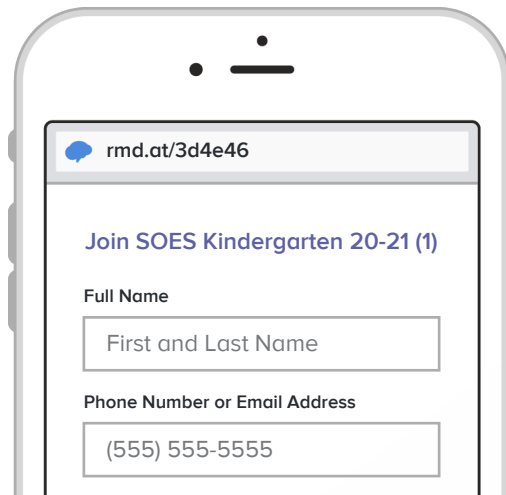 rmd.at/3d4e46
Join SOES Kindergarten 20-21 (1)
Full Name
First and Last Name
Phone Number or Email Address
(555) 555-5555